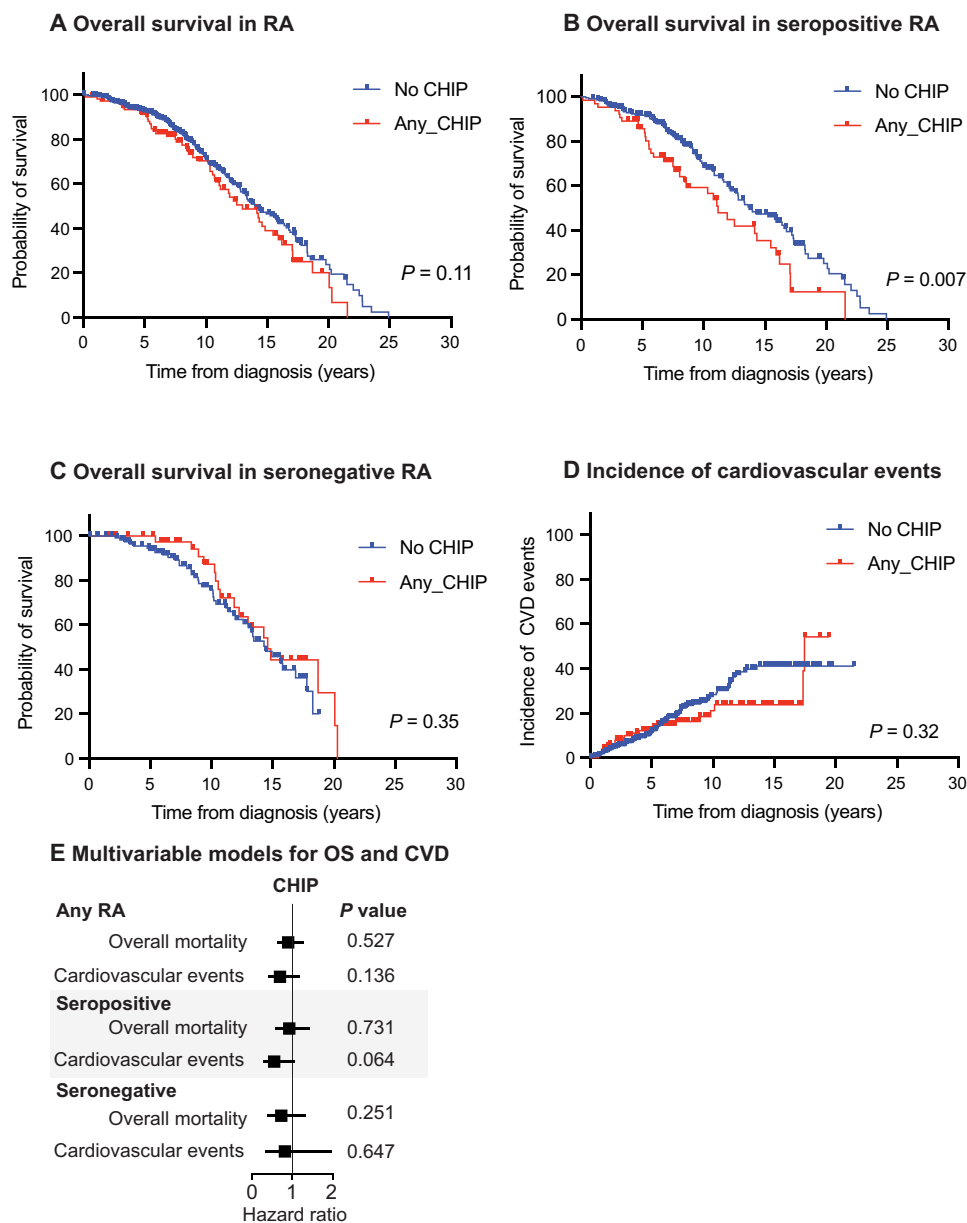 A Overall survival in RA
100
80
60
40
20
0
Probability of survival
0 5 10 15 20 25 30
Time from diagnosis (years)
No CHIP
Any_CHIP
P = 0.11
B Overall survival in seropositive RA
100
80
60
40
20
0
Probability of survival
0 5 10 15 20 25 30
Time from diagnosis (years)
No CHIP
Any_CHIP
P = 0.007
C Overall survival in seronegative RA
100
80
60
40
20
0
Probability of survival
0 5 10 15 20 25 30
Time from diagnosis (years)
No CHIP
Any_CHIP
P = 0.35
D Incidence of cardiovascular events
100
80
60
40
20
0
Incidence of CVD events
0 5 10 15 20 25 30
Time from diagnosis (years)
No CHIP
Any_CHIP
P = 0.32
E Multivariable models for OS and CVD
CHIP
Any RA P value
Overall mortality 0.527
Cardiovascular events 0.136
Seropositive
Overall mortality 0.731
Cardiovascular events 0.064
Seronegative
Overall mortality 0.251
Cardiovascular events 0.647
0 1 2
Hazard ratio